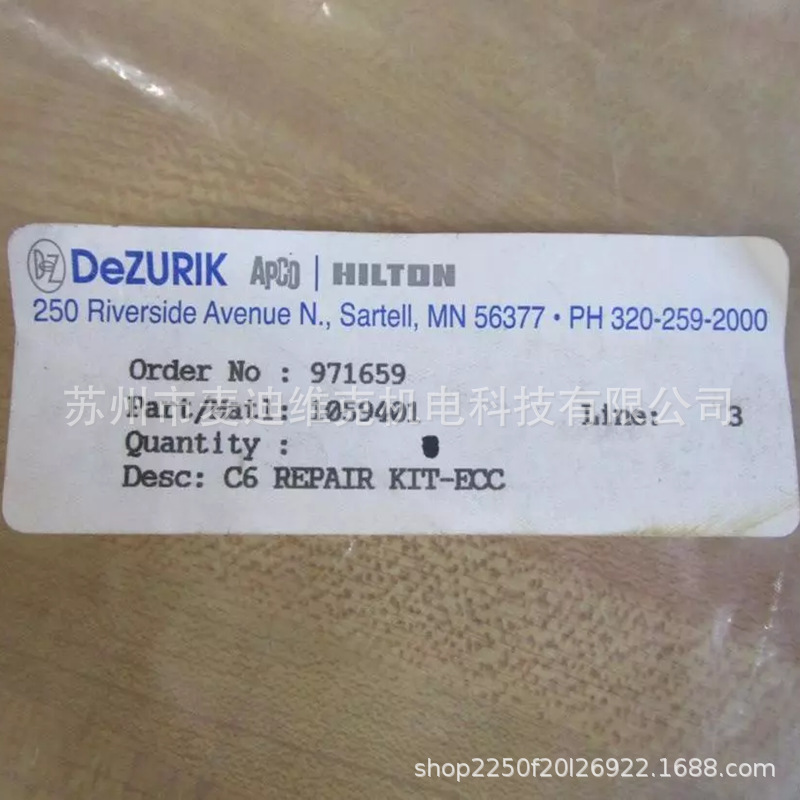 DeZURIK APCO | HILTON
250 Riverside Avenue N., Sartell, MN 56377 • PH 320-259-2000
Order No : 971659
苏州市麦迪维克机电科技有限公司
Part/Matl: 1059401 Line: 3
Quantity :
Desc: C6 REPAIR KIT-ECC
shop2250f20l26922.1688.com